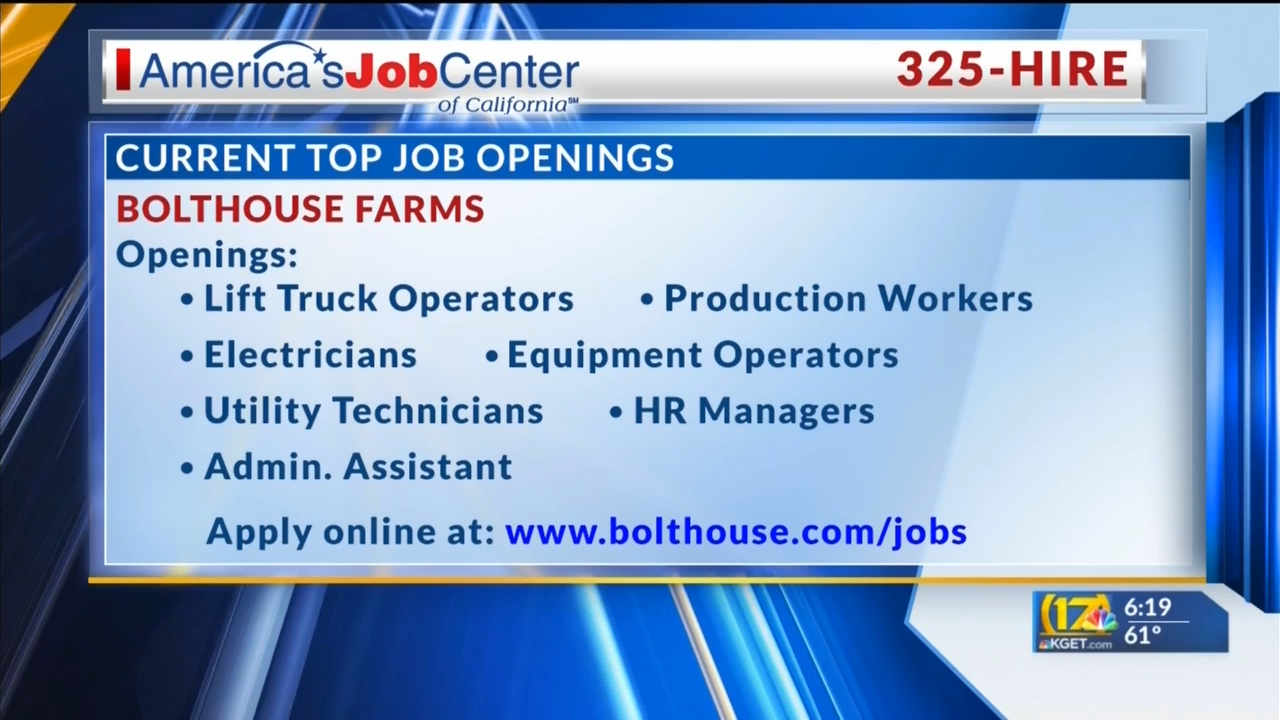 America'sJobCenter
of California℠
325-HIRE
CURRENT TOP JOB OPENINGS
BOLTHOUSE FARMS
Openings:
• Lift Truck Operators • Production Workers
• Electricians • Equipment Operators
• Utility Technicians • HR Managers
• Admin. Assistant
Apply online at: www.bolthouse.com/jobs
17 6:19
KGET.com 61°